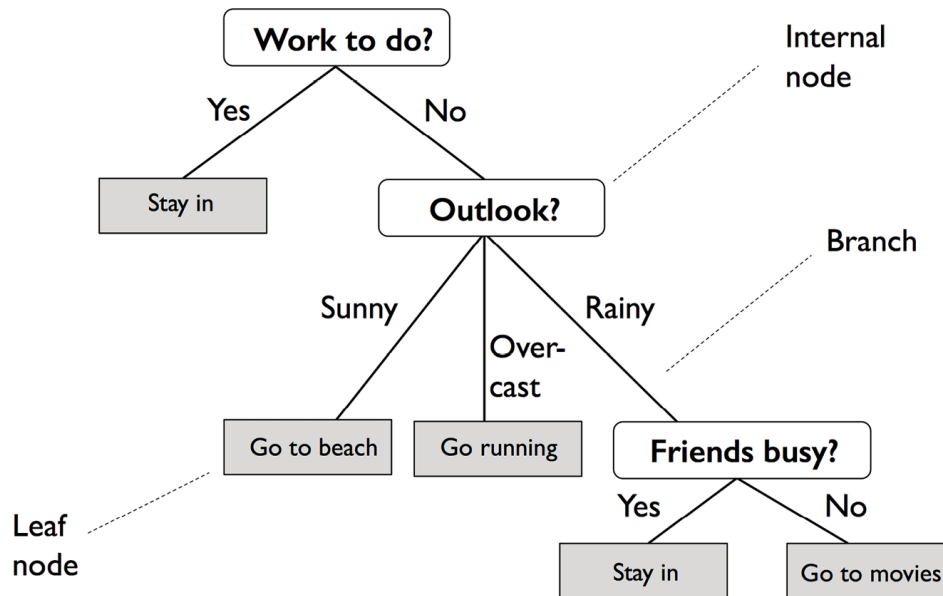 Work to do?
Internal
node
Yes
No
Stay in
Outlook?
Branch
Sunny
Rainy
Over-
cast
Go to beach
Go running
Friends busy?
Yes
No
Leaf
node
Stay in
Go to movies